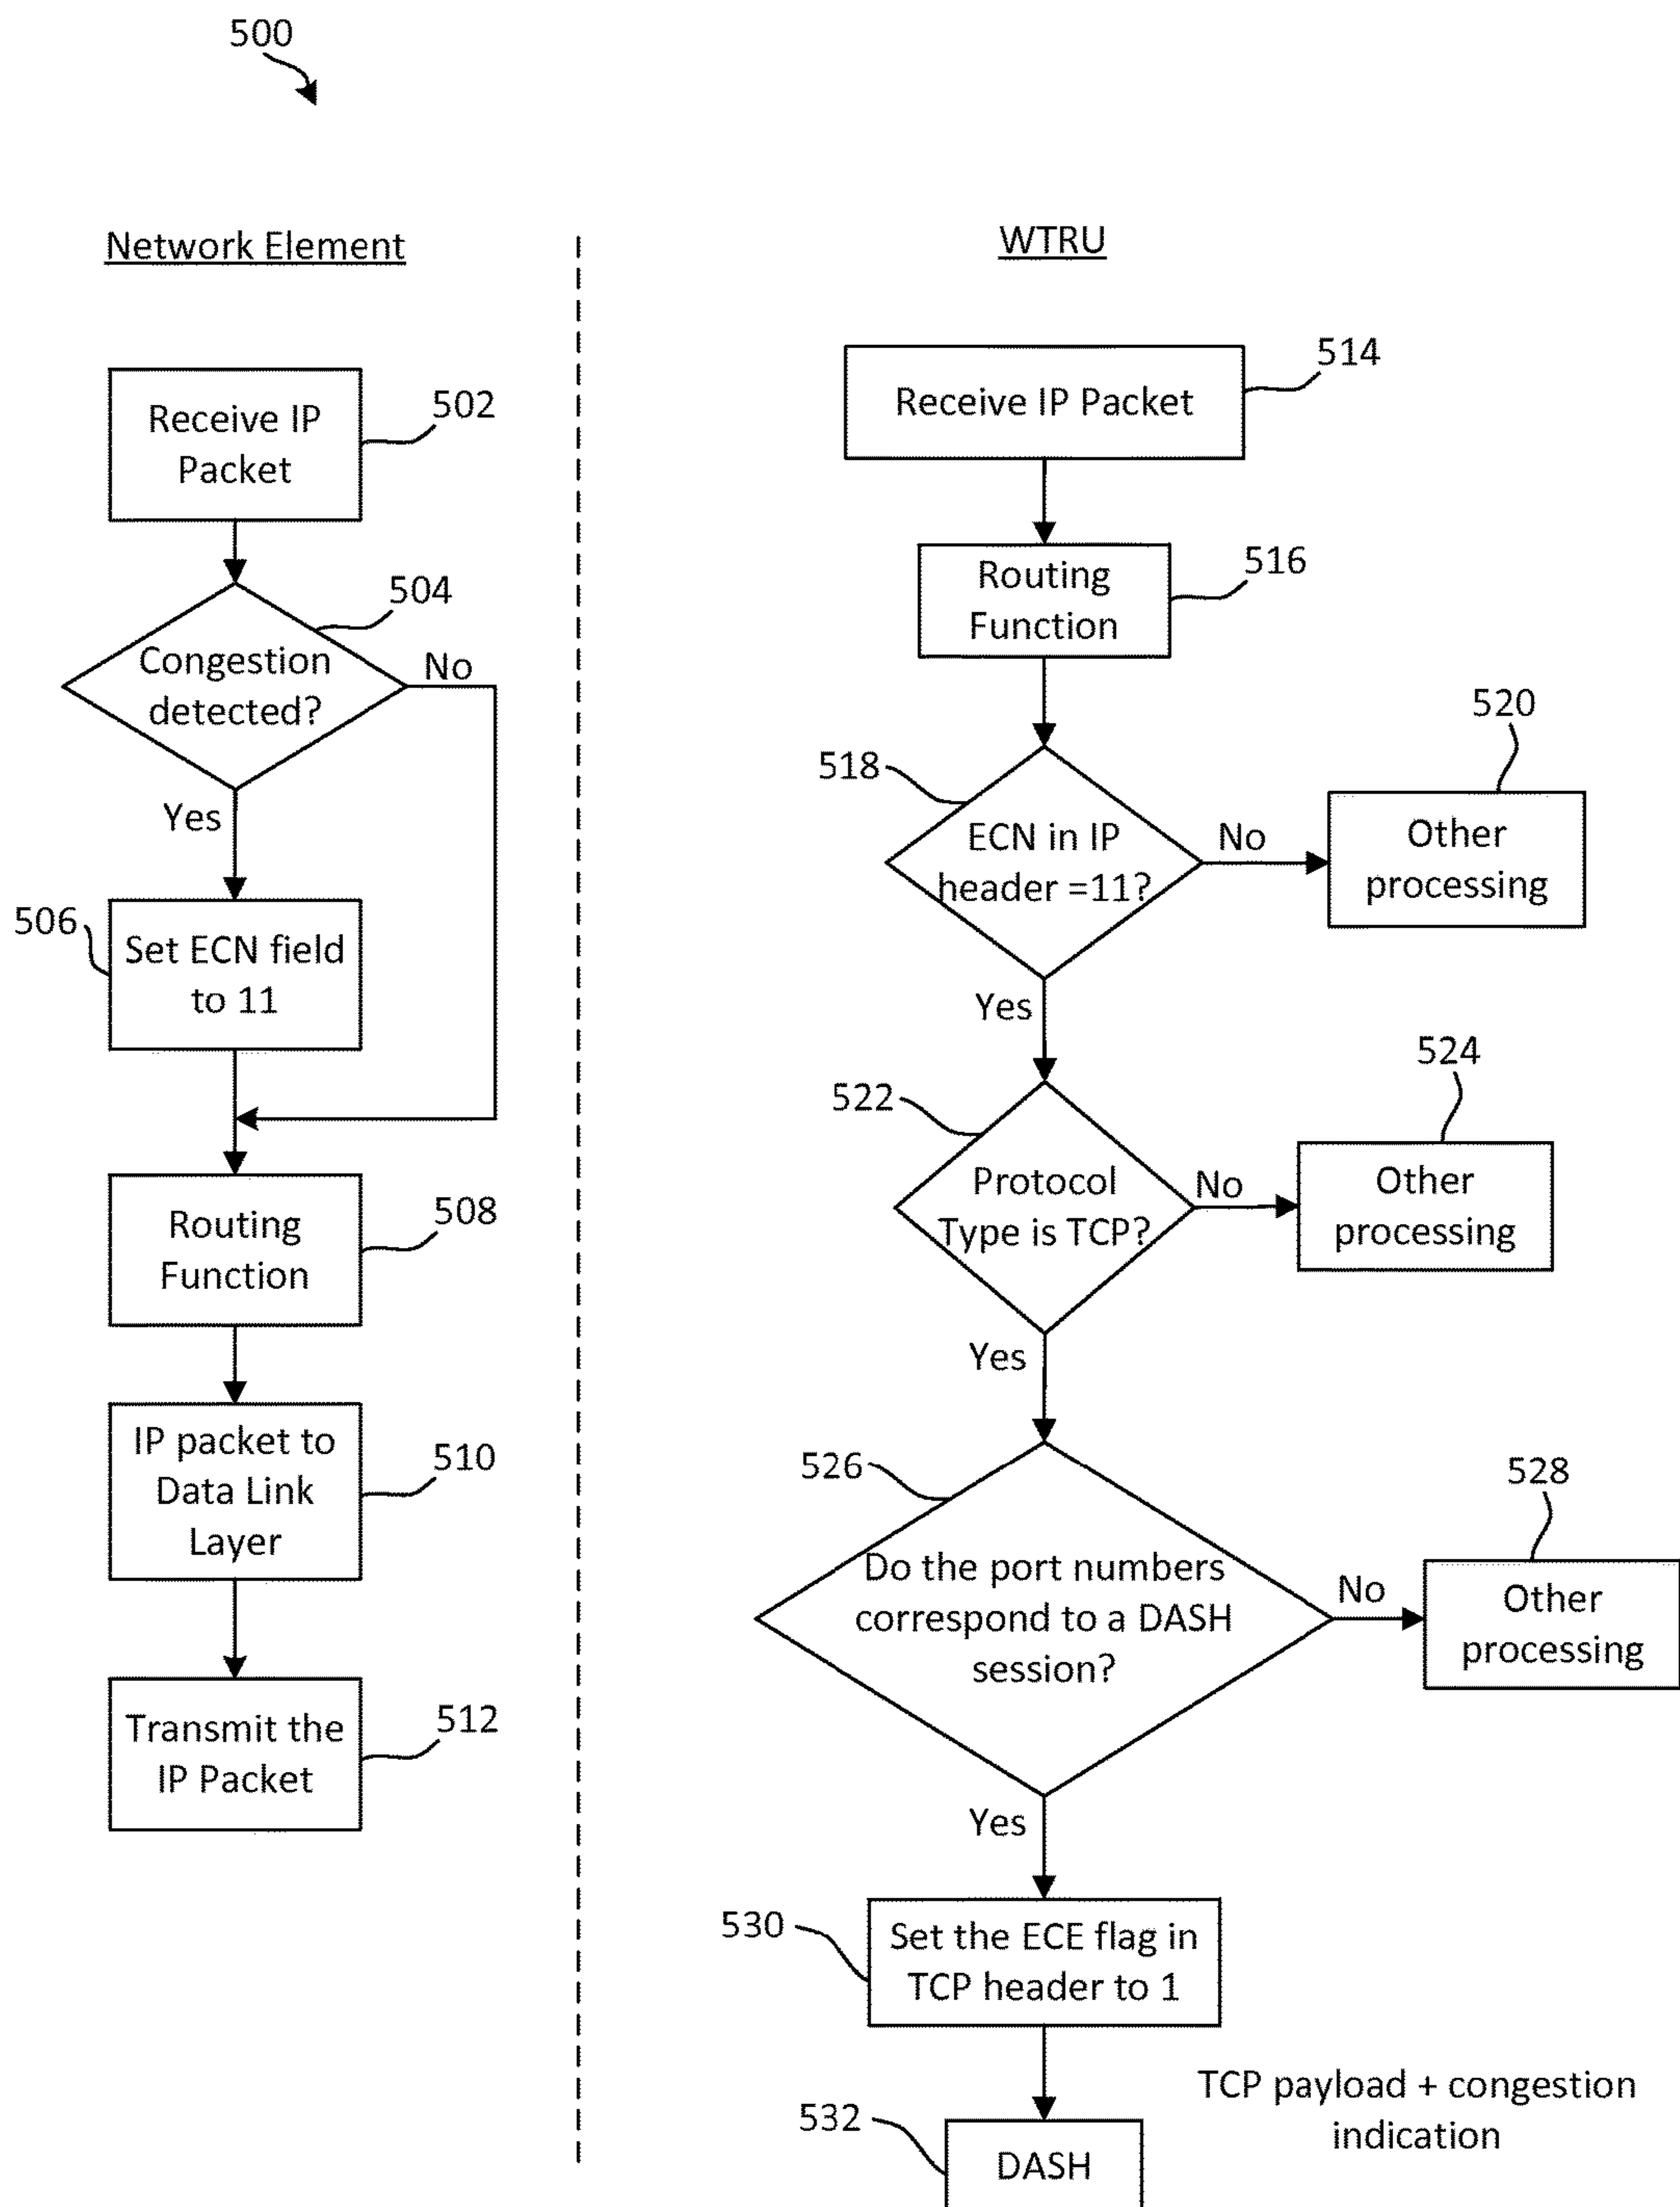 500
Network Element
Receive IP
Packet
502
504
Congestion
detected?
No
Yes
506
Set ECN field
to 11
Routing
Function
508
IP packet to
Data Link
Layer
510
Transmit the
IP Packet
512
WTRU
514
Receive IP Packet
Routing
Function
516
518
ECN in IP
header =11?
No
520
Other
processing
Yes
522
Protocol
Type is TCP?
No
524
Other
processing
Yes
526
Do the port numbers
correspond to a DASH
session?
No
528
Other
processing
Yes
530
Set the ECE flag in
TCP header to 1
TCP payload + congestion
indication
532
DASH